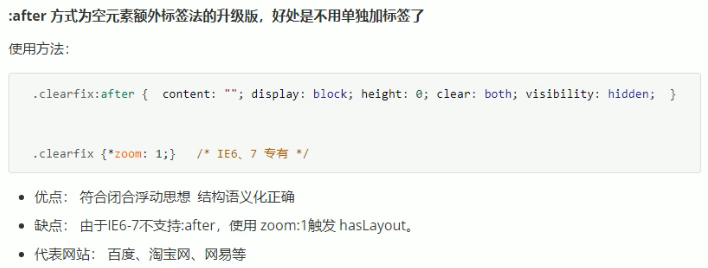 :after 方式为空元素额外标签法的升级版，好处是不用单独加标签了
使用方法：
.clearfix:after {  content: ""; display: block; height: 0; clear: both; visibility: hidden;  }
.clearfix {*zoom: 1;}   /* IE6、7 专有 */
• 优点： 符合闭合浮动思想  结构语义化正确
• 缺点： 由于IE6-7不支持:after，使用 zoom:1触发 hasLayout。
• 代表网站： 百度、淘宝网、网易等